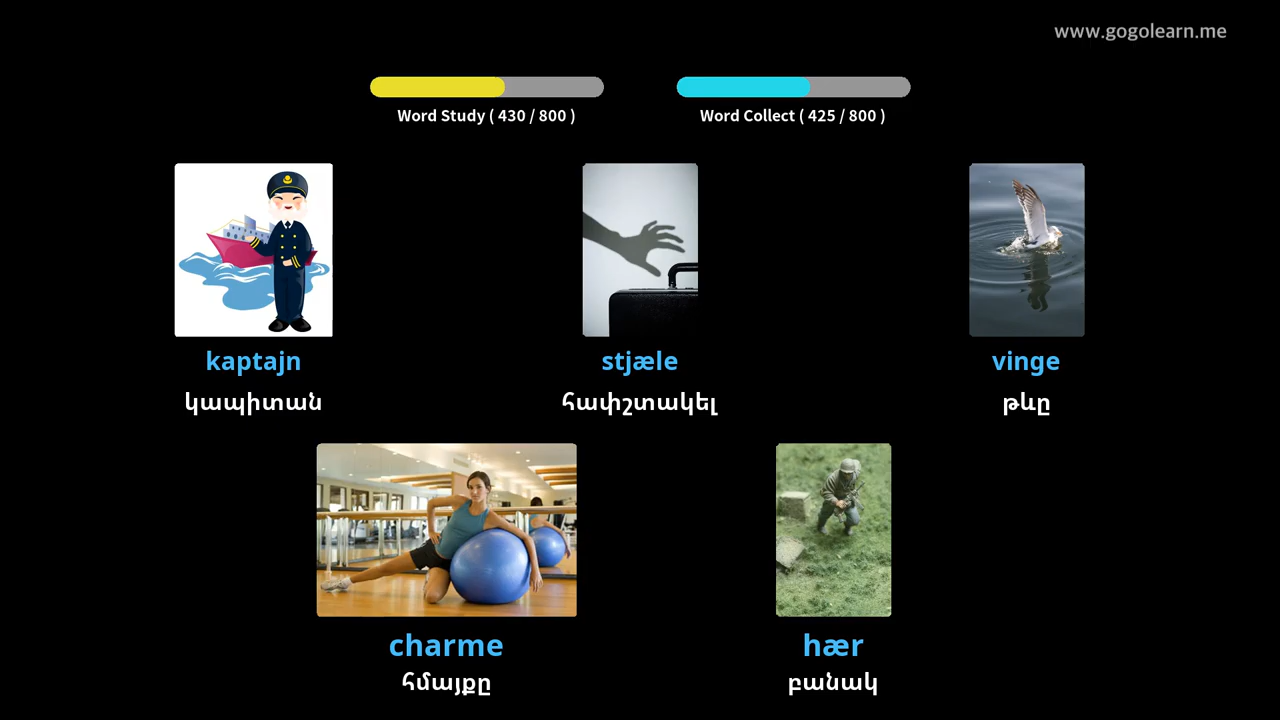 www.gogolearn.me
Word Study ( 430 / 800 )
Word Collect ( 425 / 800 )
kaptajn
stjæle
vinge
կապիտան
հափշտակել
թևը
charme
hær
հմայքը
բանակ